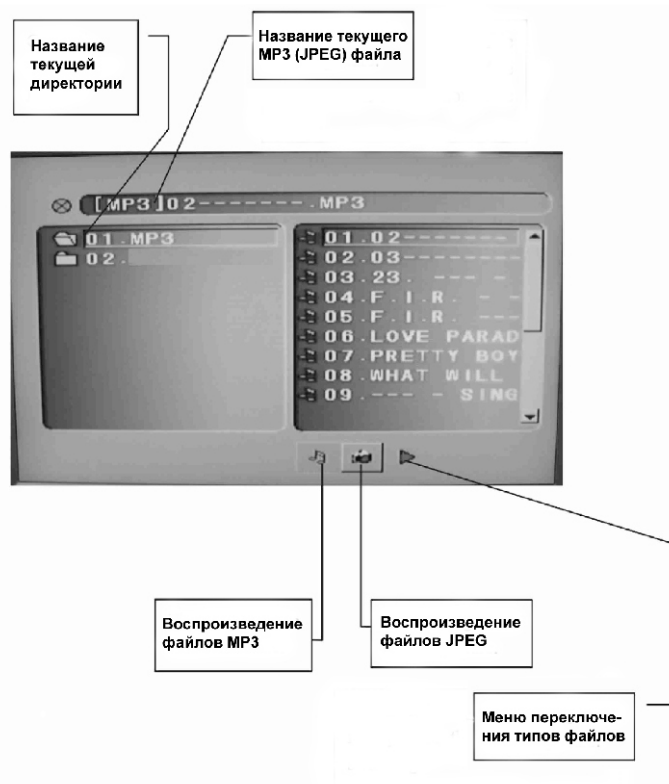 Название
текущей
директории
Название текущего
MP3 (JPEG) файла
[MP3]02-------.MP3
01.MP3
02.
01.02-------
02.03-------
03.23. --- -
04.F.I.R. - -
05.F.I.R. -
06.LOVE PARAD
07.PRETTY BOY
08.WHAT WILL
09.--- - SING
Воспроизведение
файлов MP3
Воспроизведение
файлов JPEG
Меню переключе-
ния типов файлов